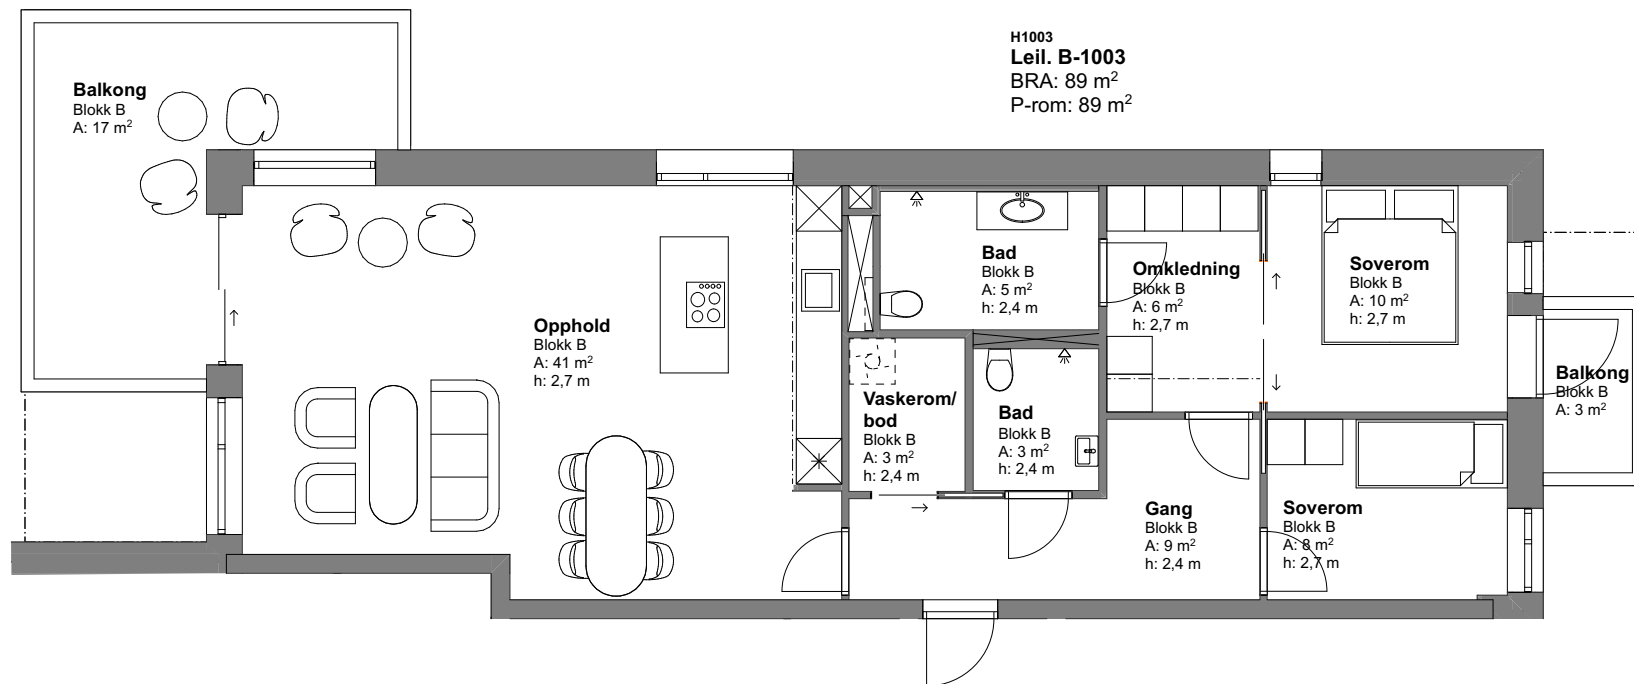 H1003
Leil. B-1003
BRA: 89 m²
P-rom: 89 m²
Balkong
Blokk B
A: 17 m²
Opphold
Blokk B
A: 41 m²
h: 2,7 m
Bad
Blokk B
A: 5 m²
h: 2,4 m
Omkledning
Blokk B
A: 6 m²
h: 2,7 m
Soverom
Blokk B
A: 10 m²
h: 2,7 m
Balkong
Blokk B
A: 3 m²
Vaskerom/
bod
Blokk B
A: 3 m²
h: 2,4 m
Bad
Blokk B
A: 3 m²
h: 2,4 m
Gang
Blokk B
A: 9 m²
h: 2,4 m
Soverom
Blokk B
A: 8 m²
h: 2,7 m